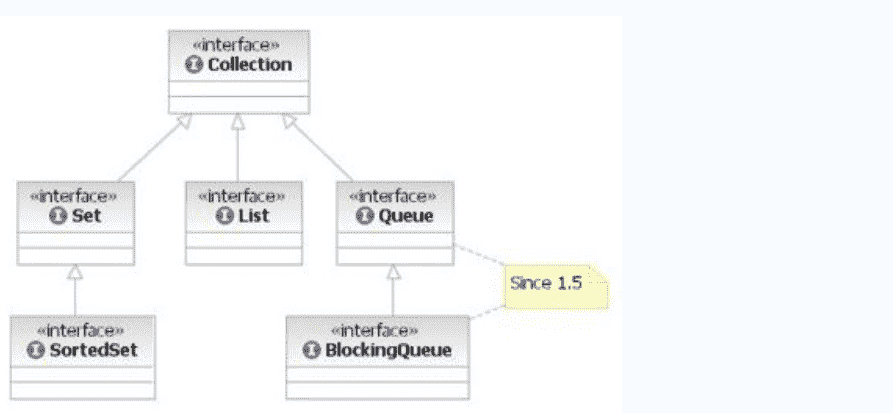 «interface»
Collection
«interface»
Set
«interface»
List
«interface»
Queue
Since 1.5
«interface»
SortedSet
«interface»
BlockingQueue